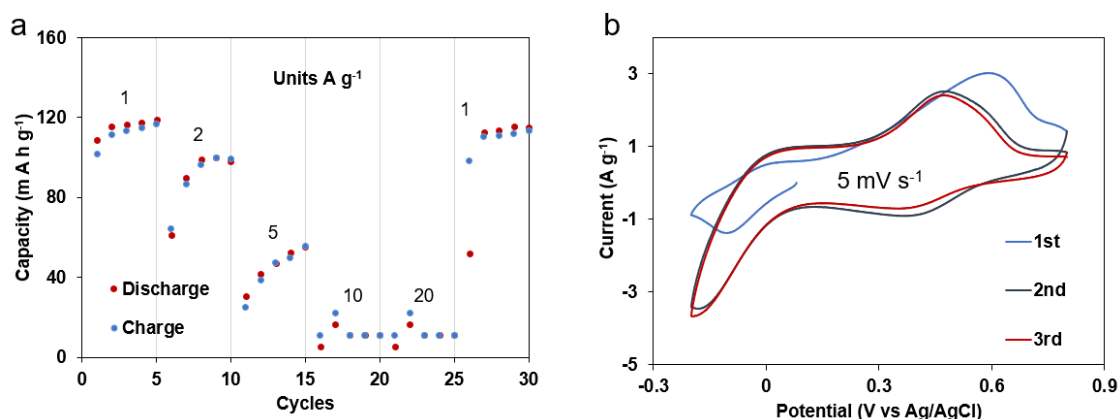 a
160
120
80
40
0
Capacity (m A h g-1)
Units A g-1
1
2
5
10
20
1
Discharge
Charge
0 5 10 15 20 25 30
Cycles
b
3
1
-1
-3
-5
Current (A g-1)
5 mV s-1
1st
2nd
3rd
-0.3 0 0.3 0.6 0.9
Potential (V vs Ag/AgCl)